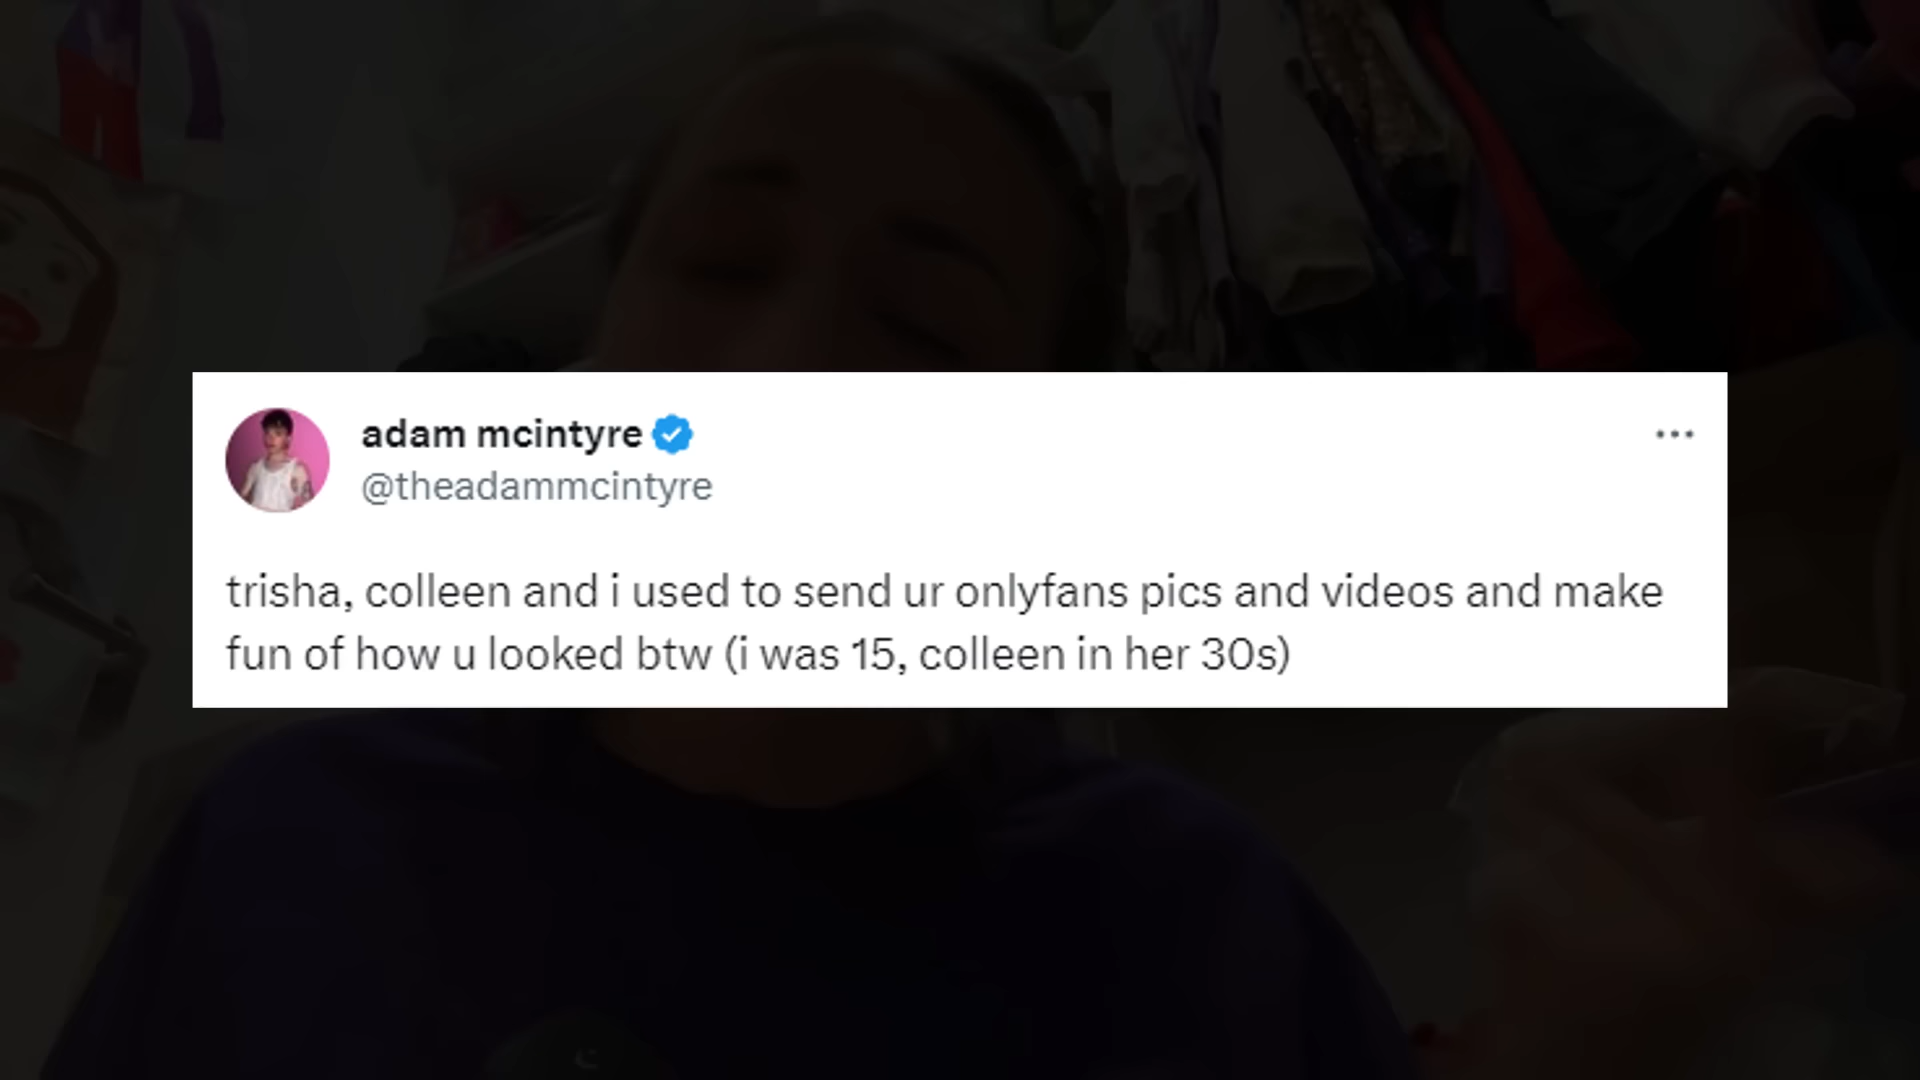 adam mcintyre
@theadammcintyre
trisha, colleen and i used to send ur onlyfans pics and videos and make
fun of how u looked btw (i was 15, colleen in her 30s)